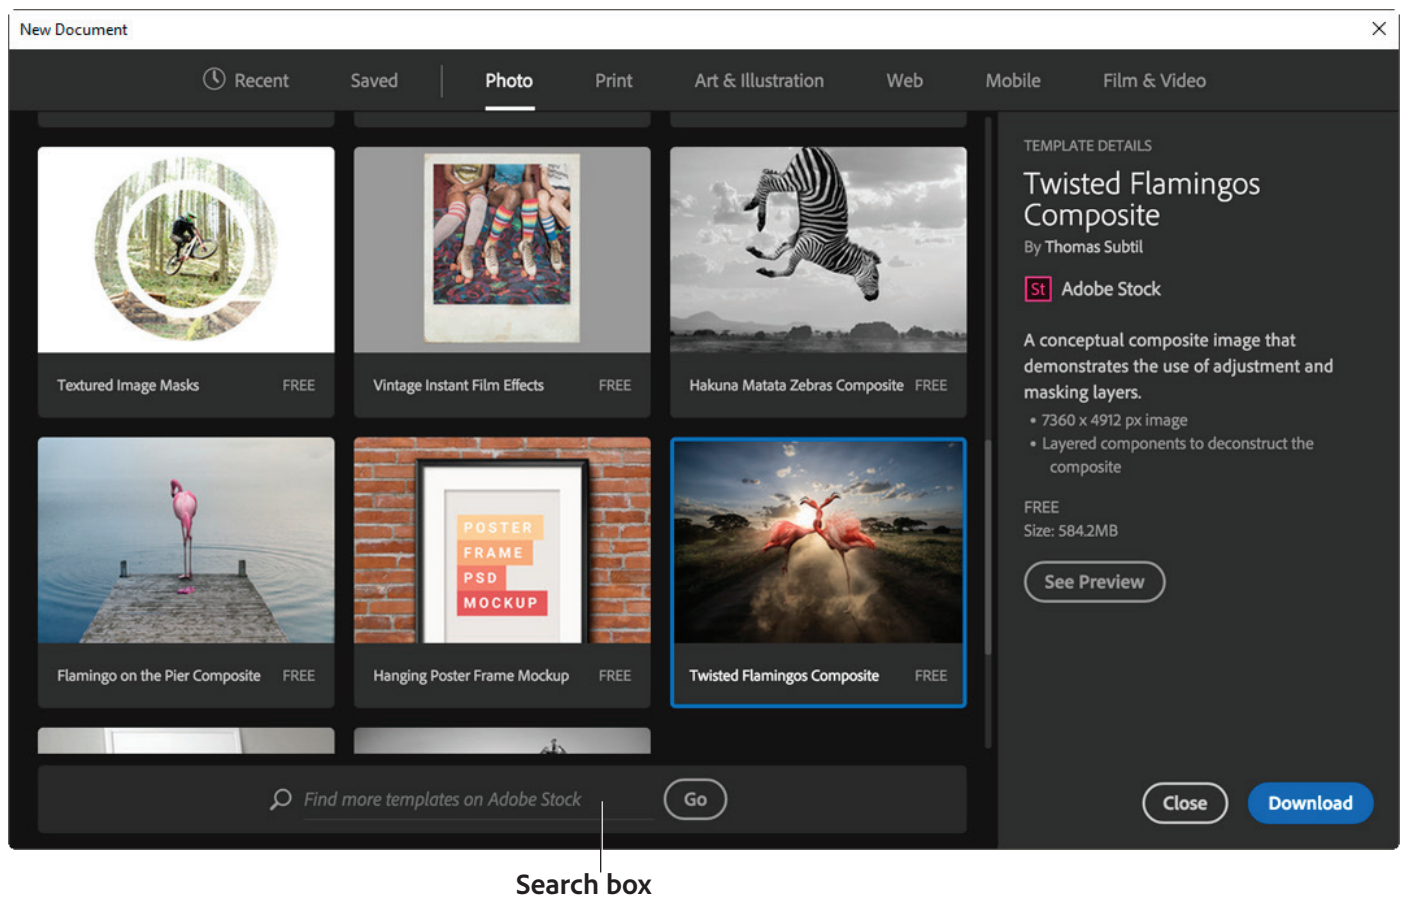 New Document
Recent Saved Photo Print Art & Illustration Web Mobile Film & Video
Textured Image Masks FREE
Vintage Instant Film Effects FREE
Hakuna Matata Zebras Composite FREE
POSTER
FRAME
PSD
MOCKUP
Flamingo on the Pier Composite FREE
Hanging Poster Frame Mockup FREE
Twisted Flamingos Composite FREE
Find more templates on Adobe Stock Go
TEMPLATE DETAILS
Twisted Flamingos
Composite
By Thomas Subtil
St Adobe Stock
A conceptual composite image that
demonstrates the use of adjustment and
masking layers.
• 7360 x 4912 px image
• Layered components to deconstruct the
composite
FREE
Size: 584.2MB
See Preview
Close Download
Search box